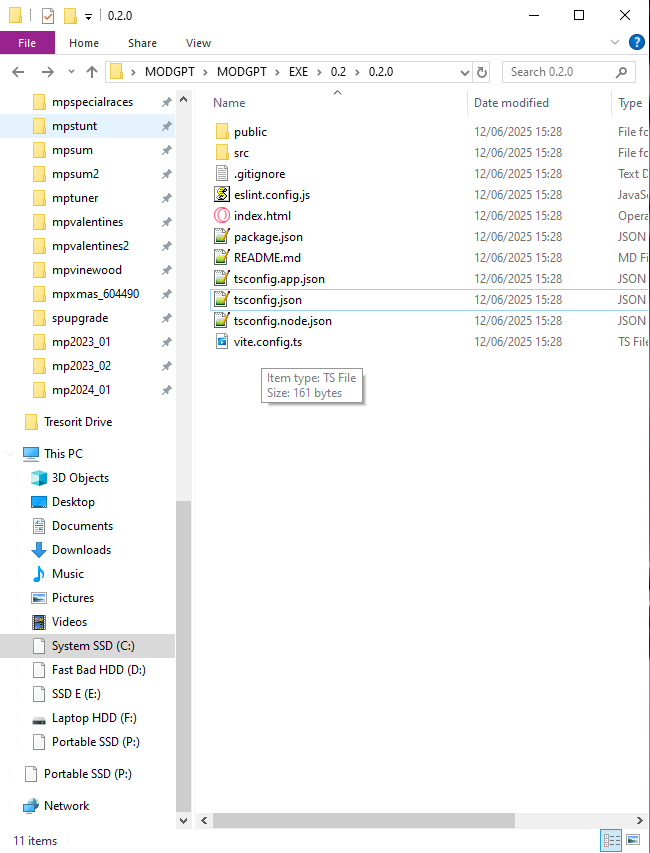 0.2.0
File Home Share View
MODGPT MODGPT EXE 0.2 0.2.0 Search 0.2.0
mpspecialraces
mpstunt
mpsum
mpsum2
mptuner
mpvalentines
mpvalentines2
mpvinewood
mpxmas_604490
spupgrade
mp2023_01
mp2023_02
mp2024_01
Tresorit Drive
This PC
3D Objects
Desktop
Documents
Downloads
Music
Pictures
Videos
System SSD (C:)
Fast Bad HDD (D:)
SSD E (E:)
Laptop HDD (F:)
Portable SSD (P:)
Portable SSD (P:)
Network
Name Date modified Type
public 12/06/2025 15:28 File fo
src 12/06/2025 15:28 File fo
.gitignore 12/06/2025 15:28 Text D
eslint.config.js 12/06/2025 15:28 JavaS
index.html 12/06/2025 15:28 Opera
package.json 12/06/2025 15:28 JSON
README.md 12/06/2025 15:28 MD Fi
tsconfig.app.json 12/06/2025 15:28 JSON
tsconfig.json 12/06/2025 15:28 JSON
tsconfig.node.json 12/06/2025 15:28 JSON
vite.config.ts 12/06/2025 15:28 TS File
Item type: TS File
Size: 161 bytes
11 items